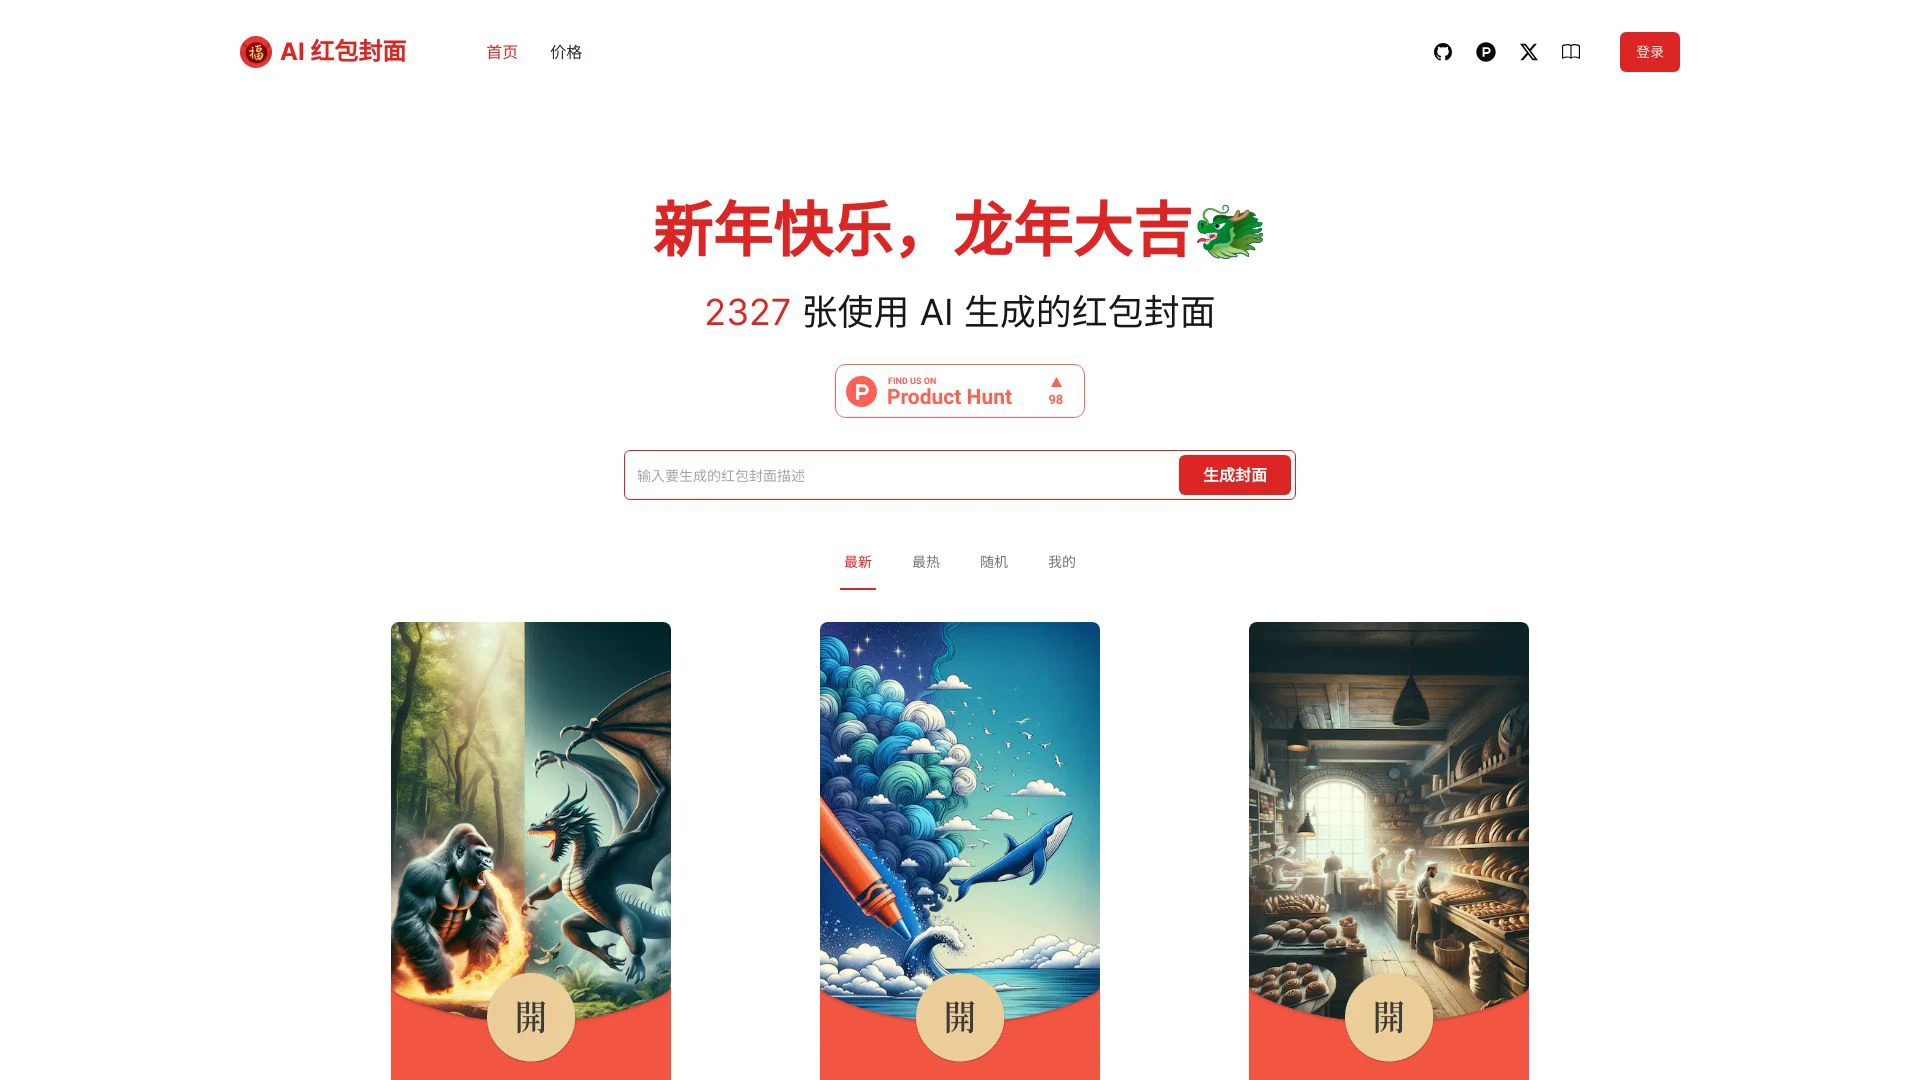 福 AI 红包封面
首页
价格
登录
新年快乐，龙年大吉
2327 张使用 AI 生成的红包封面
P FIND US ON
Product Hunt
98
输入要生成的红包封面描述
生成封面
最新
最热
随机
我的
開
開
開